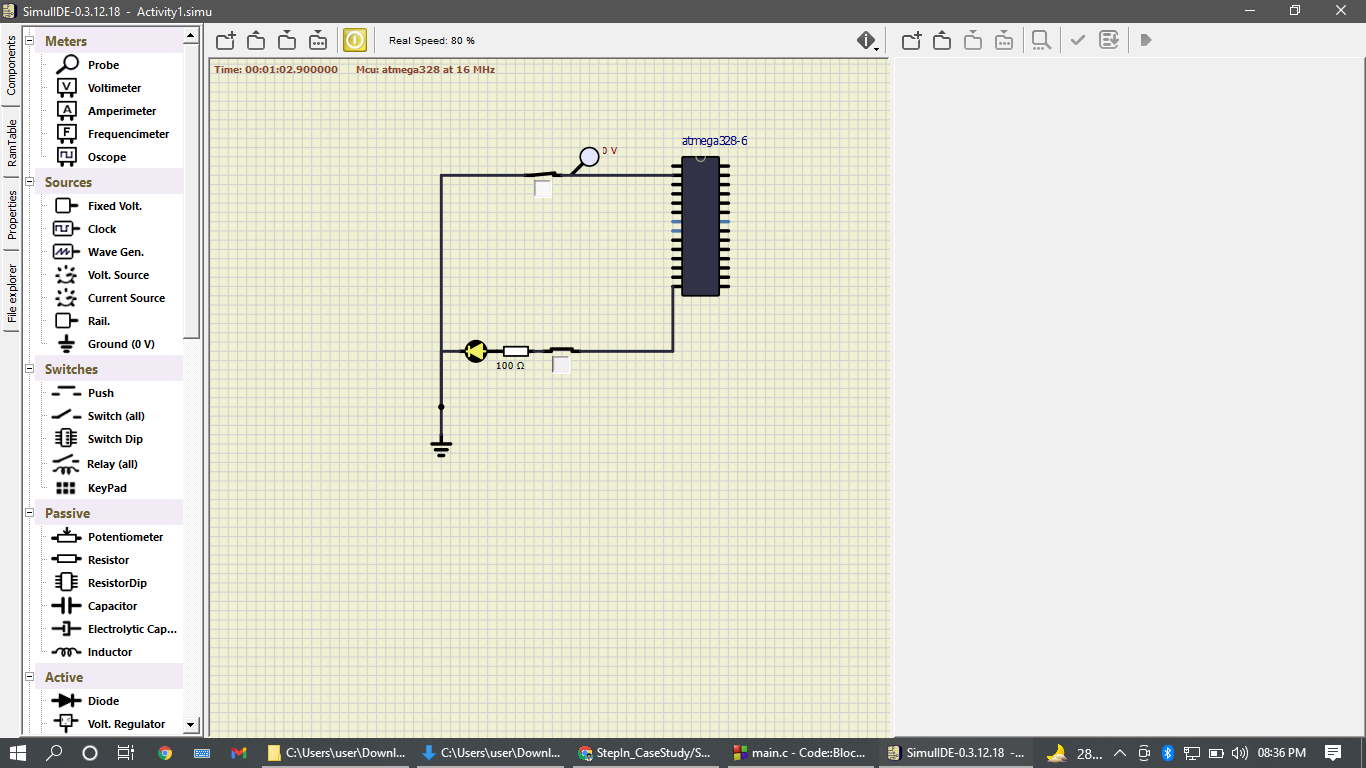 SimulIDE-0.3.12.18 - Activity1.simu
Components
RamTable
Properties
File explorer
Meters
Probe
Voltimeter
Amperimeter
Frequencimeter
Oscope
Sources
Fixed Volt.
Clock
Wave Gen.
Volt. Source
Current Source
Rail.
Ground (0 V)
Switches
Push
Switch (all)
Switch Dip
Relay (all)
KeyPad
Passive
Potentiometer
Resistor
ResistorDip
Capacitor
Electrolytic Cap...
Inductor
Active
Diode
Volt. Regulator
Real Speed: 80 %
Time: 00:01:02.900000 Mcu: atmega328 at 16 MHz
atmega328-6
0 V
100 Ω
C:\Users\user\Downl...
C:\Users\user\Downl...
StepIn_CaseStudy/S...
main.c - Code::Bloc...
SimulIDE-0.3.12.18 -...
28...
08:36 PM